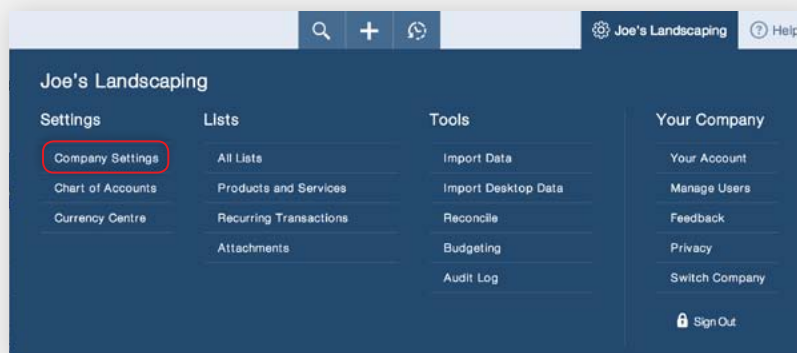 Joe's Landscaping
Help
Joe's Landscaping
Settings
Company Settings
Chart of Accounts
Currency Centre
Lists
All Lists
Products and Services
Recurring Transactions
Attachments
Tools
Import Data
Import Desktop Data
Reconcile
Budgeting
Audit Log
Your Company
Your Account
Manage Users
Feedback
Privacy
Switch Company
Sign Out